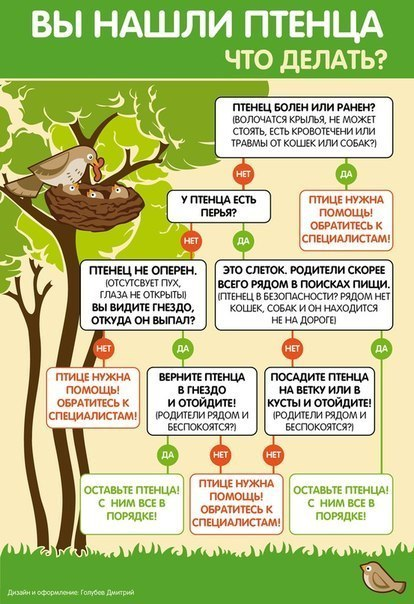 ВЫ НАШЛИ ПТЕНЦА
ЧТО ДЕЛАТЬ?
ПТЕНЕЦ БОЛЕН ИЛИ РАНЕН?
(ВОЛОЧАТСЯ КРЫЛЬЯ, НЕ МОЖЕТ
СТОЯТЬ, ЕСТЬ КРОВОТЕЧЕНИ ИЛИ
ТРАВМЫ ОТ КОШЕК ИЛИ СОБАК?)
НЕТ
ДА
У ПТЕНЦА ЕСТЬ
ПЕРЬЯ?
ПТИЦЕ НУЖНА
ПОМОЩЬ!
ОБРАТИТЕСЬ К
СПЕЦИАЛИСТАМ!
НЕТ
ДА
ПТЕНЕЦ НЕ ОПЕРЕН.
(ОТСУТСВУЕТ ПУХ,
ГЛАЗА НЕ ОТКРЫТЫ)
ВЫ ВИДИТЕ ГНЕЗДО,
ОТКУДА ОН ВЫПАЛ?
ЭТО СЛЕТОК. РОДИТЕЛИ СКОРЕЕ
ВСЕГО РЯДОМ В ПОИСКАХ ПИЩИ.
(ПТЕНЕЦ В БЕЗОПАСНОСТИ? РЯДОМ НЕТ
КОШЕК, СОБАК И ОН НАХОДИТСЯ
НЕ НА ДОРОГЕ)
НЕТ
ДА
НЕТ
ДА
ПТИЦЕ НУЖНА
ПОМОЩЬ!
ОБРАТИТЕСЬ К
СПЕЦИАЛИСТАМ!
ВЕРНИТЕ ПТЕНЦА
В ГНЕЗДО
И ОТОЙДИТЕ!
(РОДИТЕЛИ РЯДОМ И
БЕСПОКОЯТСЯ?)
ПОСАДИТЕ ПТЕНЦА
НА ВЕТКУ ИЛИ В
КУСТЫ И ОТОЙДИТЕ!
(РОДИТЕЛИ РЯДОМ И
БЕСПОКОЯТСЯ?)
ДА
НЕТ
НЕТ
ДА
ОСТАВЬТЕ ПТЕНЦА!
С НИМ ВСЕ В
ПОРЯДКЕ!
ПТИЦЕ НУЖНА
ПОМОЩЬ!
ОБРАТИТЕСЬ К
СПЕЦИАЛИСТАМ!
ОСТАВЬТЕ ПТЕНЦА!
С НИМ ВСЕ В
ПОРЯДКЕ!
Дизайн и оформление: Голубев Дмитрий